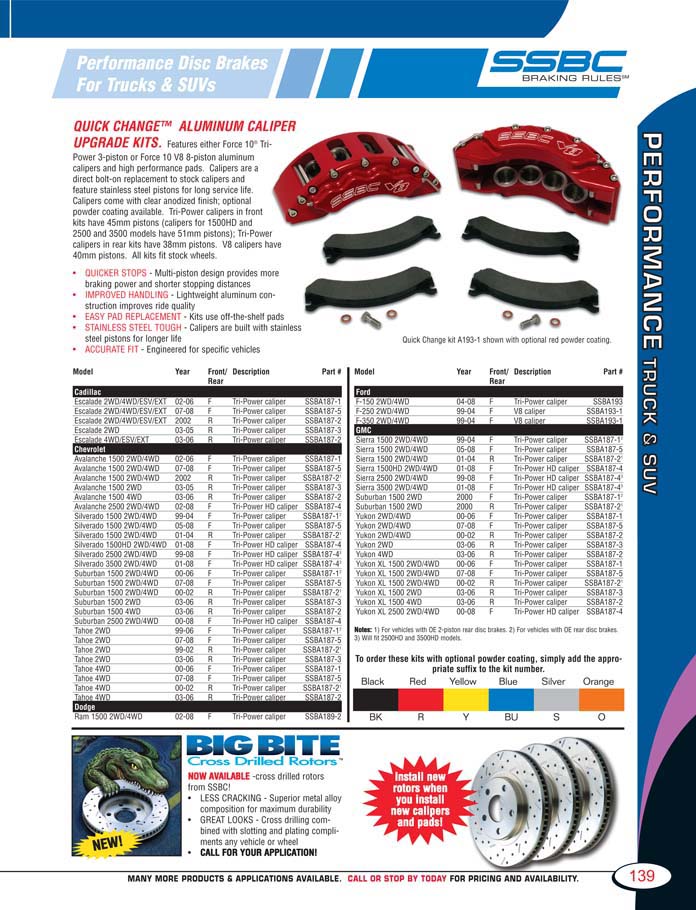 Performance Disc Brakes
For Trucks & SUVs
SSBC
BRAKING RULES℠
QUICK CHANGE™ ALUMINUM CALIPER
UPGRADE KITS. Features either Force 10® Tri-
Power 3-piston or Force 10 V8 8-piston aluminum
calipers and high performance pads. Calipers are a
direct bolt-on replacement to stock calipers and
feature stainless steel pistons for long service life.
Calipers come with clear anodized finish; optional
powder coating available. Tri-Power calipers in front
kits have 45mm pistons (calipers for 1500HD and
2500 and 3500 models have 51mm pistons); Tri-Power
calipers in rear kits have 38mm pistons. V8 calipers have
40mm pistons. All kits fit stock wheels.
• QUICKER STOPS - Multi-piston design provides more
braking power and shorter stopping distances
• IMPROVED HANDLING - Lightweight aluminum con-
struction improves ride quality
• EASY PAD REPLACEMENT - Kits use off-the-shelf pads
• STAINLESS STEEL TOUGH - Calipers are built with stainless
steel pistons for longer life
• ACCURATE FIT - Engineered for specific vehicles
SSBC V8
SSBC V8
Quick Change kit A193-1 shown with optional red powder coating.
PERFORMANCE TRUCK & SUV
Model Year Front/ Description Part #
Rear
Cadillac
Escalade 2WD/4WD/ESV/EXT 02-06 F Tri-Power caliper SSBA187-1
Escalade 2WD/4WD/ESV/EXT 07-08 F Tri-Power caliper SSBA187-5
Escalade 2WD/4WD/ESV/EXT 2002 R Tri-Power caliper SSBA187-2
Escalade 2WD 03-05 R Tri-Power caliper SSBA187-3
Escalade 4WD/ESV/EXT 03-06 R Tri-Power caliper SSBA187-2
Chevrolet
Avalanche 1500 2WD/4WD 02-06 F Tri-Power caliper SSBA187-1
Avalanche 1500 2WD/4WD 07-08 F Tri-Power caliper SSBA187-5
Avalanche 1500 2WD/4WD 2002 R Tri-Power caliper SSBA187-2
Avalanche 1500 2WD 03-05 R Tri-Power caliper SSBA187-3
Avalanche 1500 4WD 03-06 R Tri-Power caliper SSBA187-2
Avalanche 2500 2WD/4WD 02-08 F Tri-Power HD caliper SSBA187-4
Silverado 1500 2WD/4WD 99-04 F Tri-Power caliper SSBA187-1
Silverado 1500 2WD/4WD 05-08 F Tri-Power caliper SSBA187-5
Silverado 1500 2WD/4WD 01-04 R Tri-Power caliper SSBA187-2
Silverado 1500HD 2WD/4WD 01-08 F Tri-Power HD caliper SSBA187-4
Silverado 2500 2WD/4WD 99-08 F Tri-Power HD caliper SSBA187-4
Silverado 3500 2WD/4WD 01-08 F Tri-Power HD caliper SSBA187-4
Suburban 1500 2WD/4WD 00-06 F Tri-Power caliper SSBA187-1
Suburban 1500 2WD/4WD 07-08 F Tri-Power caliper SSBA187-5
Suburban 1500 2WD/4WD 00-02 R Tri-Power caliper SSBA187-2
Suburban 1500 2WD 03-06 R Tri-Power caliper SSBA187-3
Suburban 1500 4WD 03-06 R Tri-Power caliper SSBA187-2
Suburban 2500 2WD/4WD 00-08 F Tri-Power HD caliper SSBA187-4
Tahoe 2WD 99-06 F Tri-Power caliper SSBA187-1
Tahoe 2WD 07-08 F Tri-Power caliper SSBA187-5
Tahoe 2WD 99-02 R Tri-Power caliper SSBA187-2
Tahoe 2WD 03-06 R Tri-Power caliper SSBA187-3
Tahoe 4WD 00-06 F Tri-Power caliper SSBA187-1
Tahoe 4WD 07-08 F Tri-Power caliper SSBA187-5
Tahoe 4WD 00-02 R Tri-Power caliper SSBA187-2
Tahoe 4WD 03-06 R Tri-Power caliper SSBA187-2
Dodge
Ram 1500 2WD/4WD 02-08 F Tri-Power caliper SSBA189-2
Model Year Front/ Description Part #
Rear
Ford
F-150 2WD/4WD 04-08 F Tri-Power caliper SSBA193
F-250 2WD/4WD 99-04 F V8 caliper SSBA193-1
F-350 2WD/4WD 99-04 F V8 caliper SSBA193-1
GMC
Sierra 1500 2WD/4WD 99-04 F Tri-Power caliper SSBA187-1
Sierra 1500 2WD/4WD 05-08 F Tri-Power caliper SSBA187-5
Sierra 1500 2WD/4WD 01-04 R Tri-Power caliper SSBA187-2
Sierra 1500HD 2WD/4WD 01-08 F Tri-Power HD caliper SSBA187-4
Sierra 2500 2WD/4WD 99-08 F Tri-Power HD caliper SSBA187-4
Sierra 3500 2WD/4WD 01-08 F Tri-Power HD caliper SSBA187-4
Suburban 1500 2WD 2000 F Tri-Power caliper SSBA187-1
Suburban 1500 2WD 2000 R Tri-Power caliper SSBA187-2
Yukon 2WD/4WD 00-06 F Tri-Power caliper SSBA187-1
Yukon 2WD/4WD 07-08 F Tri-Power caliper SSBA187-5
Yukon 2WD/4WD 00-02 R Tri-Power caliper SSBA187-2
Yukon 2WD 03-06 R Tri-Power caliper SSBA187-3
Yukon 4WD 03-06 R Tri-Power caliper SSBA187-2
Yukon XL 1500 2WD/4WD 00-06 F Tri-Power caliper SSBA187-1
Yukon XL 1500 2WD/4WD 07-08 F Tri-Power caliper SSBA187-5
Yukon XL 1500 2WD/4WD 00-02 R Tri-Power caliper SSBA187-2
Yukon XL 1500 2WD 03-06 R Tri-Power caliper SSBA187-3
Yukon XL 1500 4WD 03-06 R Tri-Power caliper SSBA187-2
Yukon XL 2500 2WD/4WD 00-08 F Tri-Power HD caliper SSBA187-4
Notes: 1) For vehicles with OE 2-piston rear disc brakes. 2) For vehicles with OE rear disc brakes.
3) Will fit 2500HD and 3500HD models.
To order these kits with optional powder coating, simply add the appro-
priate suffix to the kit number.
Black Red Yellow Blue Silver Orange
BK R Y BU S O
NEW!
BIG BITE
Cross Drilled Rotors™
NOW AVAILABLE -cross drilled rotors
from SSBC!
• LESS CRACKING - Superior metal alloy
composition for maximum durability
• GREAT LOOKS - Cross drilling com-
bined with slotting and plating compli-
ments any vehicle or wheel
• CALL FOR YOUR APPLICATION!
Install new
rotors when
you install
new calipers
and pads!
MANY MORE PRODUCTS & APPLICATIONS AVAILABLE. CALL OR STOP BY TODAY FOR PRICING AND AVAILABILITY.
139